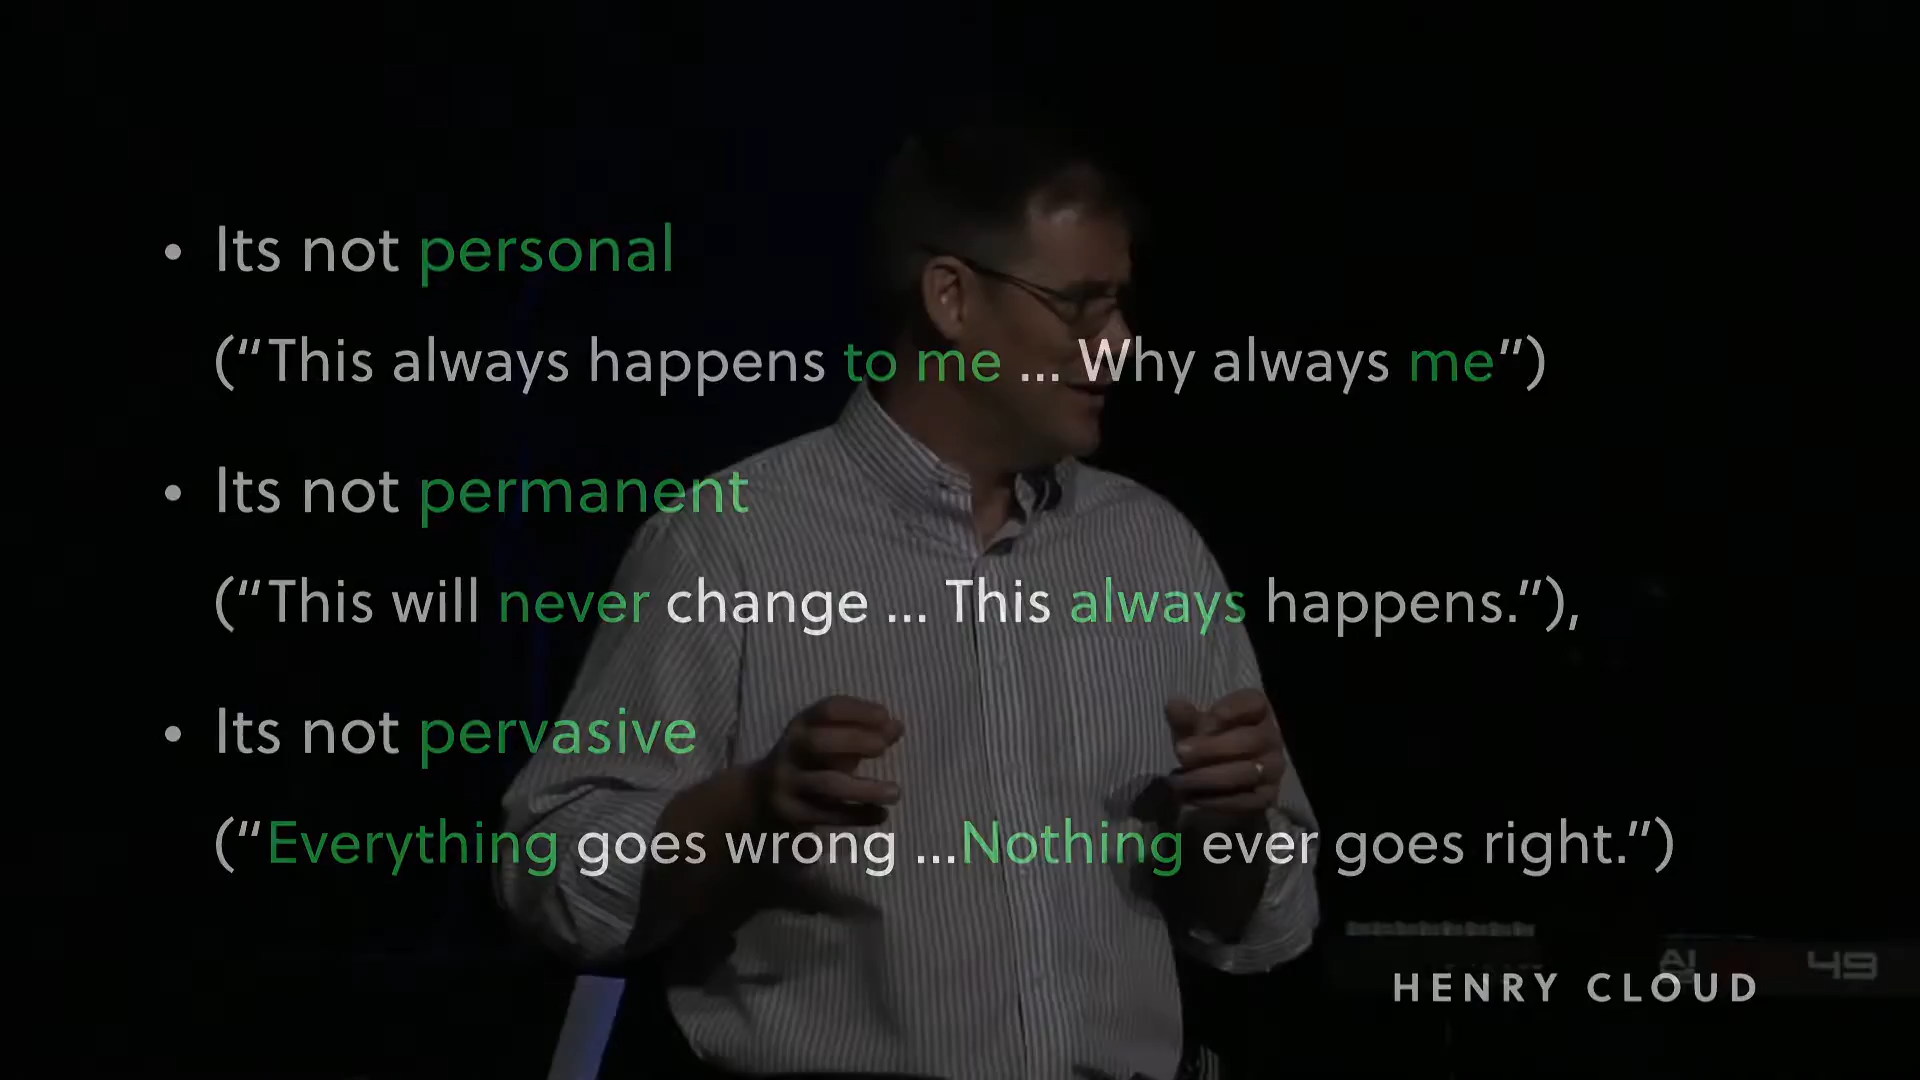 • Its not personal
(“This always happens to me ... Why always me”)
• Its not permanent
(“This will never change ... This always happens.”),
• Its not pervasive
(“Everything goes wrong ...Nothing ever goes right.”)
49
HENRY CLOUD